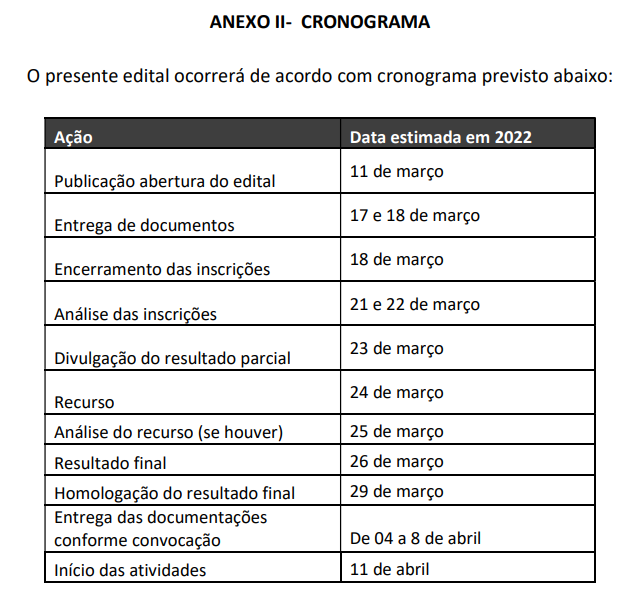 ANEXO II- CRONOGRAMA
O presente edital ocorrerá de acordo com cronograma previsto abaixo:
Ação Data estimada em 2022
Publicação abertura do edital 11 de março
Entrega de documentos 17 e 18 de março
Encerramento das inscrições 18 de março
Análise das inscrições 21 e 22 de março
Divulgação do resultado parcial 23 de março
Recurso 24 de março
Análise do recurso (se houver) 25 de março
Resultado final 26 de março
Homologação do resultado final 29 de março
Entrega das documentações
conforme convocação De 04 a 8 de abril
Início das atividades 11 de abril